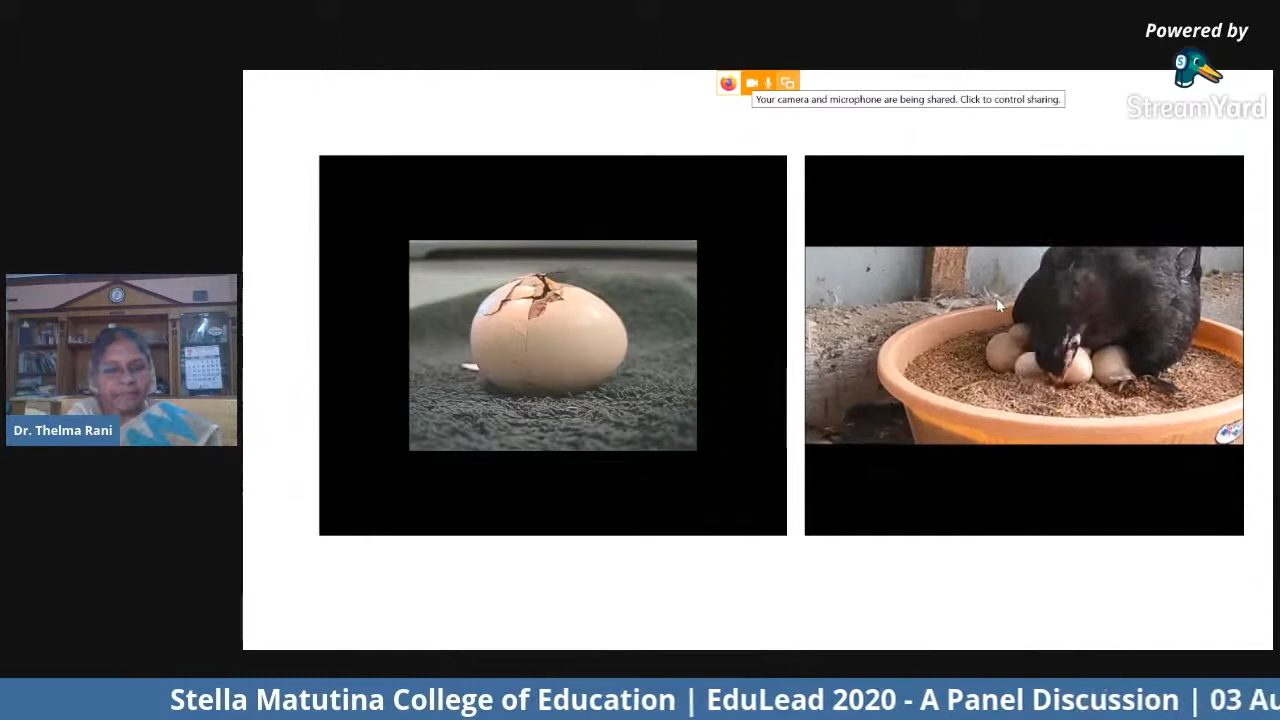 Powered by
StreamYard
Your camera and microphone are being shared. Click to control sharing.
Dr. Thelma Rani
Stella Matutina College of Education | EduLead 2020 - A Panel Discussion | 03 Au